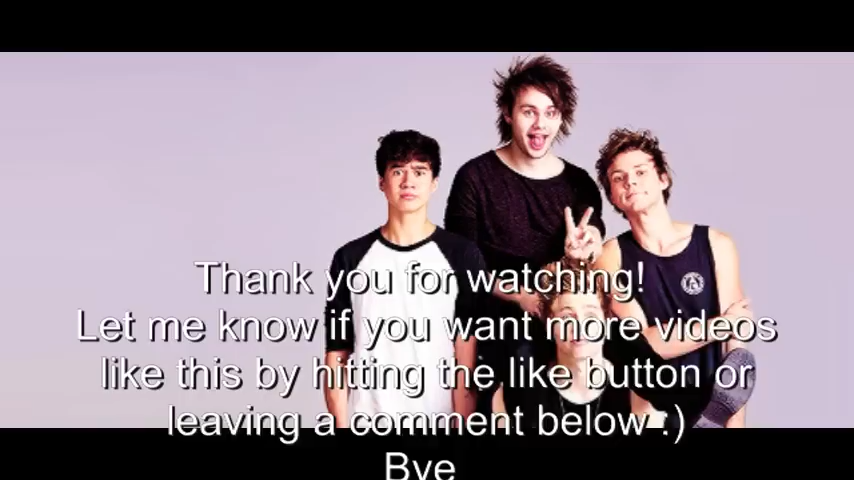 Thank you for watching!
Let me know if you want more videos
like this by hitting the like button or
leaving a comment below :)
Bye